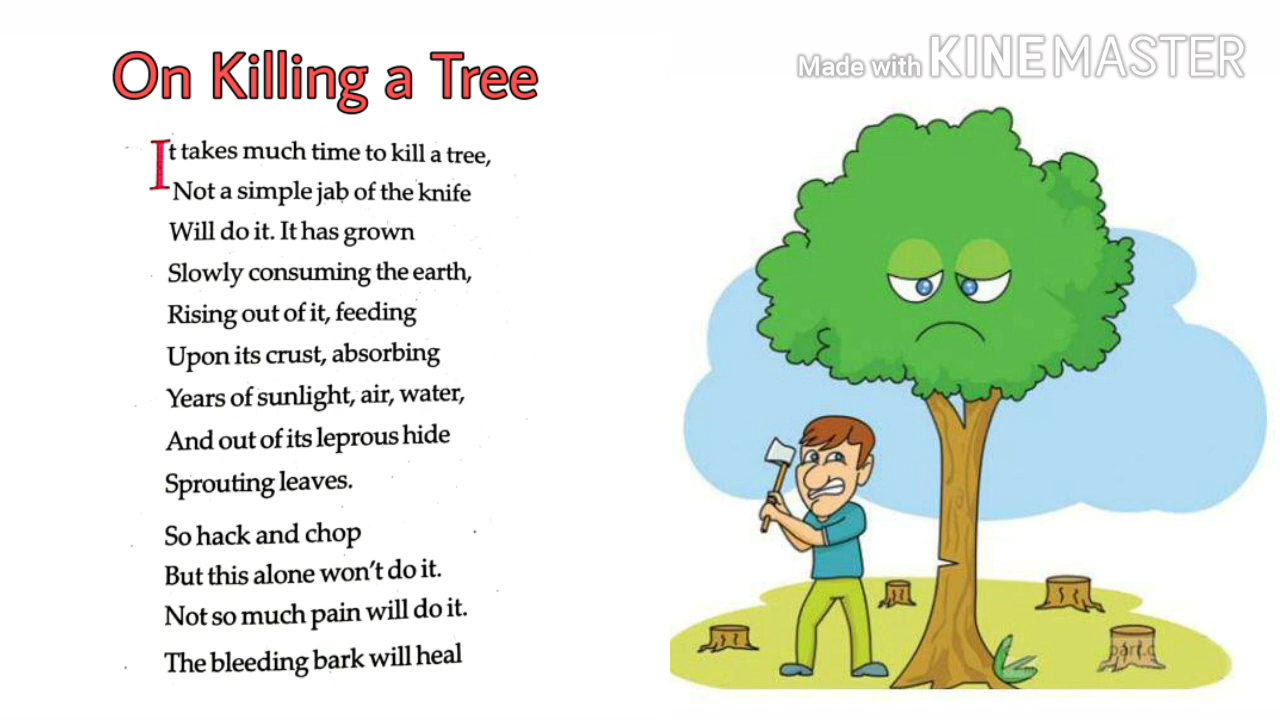 On Killing a Tree
Made with KINEMASTER
It takes much time to kill a tree,
Not a simple jab of the knife
Will do it. It has grown
Slowly consuming the earth,
Rising out of it, feeding
Upon its crust, absorbing
Years of sunlight, air, water,
And out of its leprous hide
Sprouting leaves.
So hack and chop
But this alone won't do it.
Not so much pain will do it.
The bleeding bark will heal